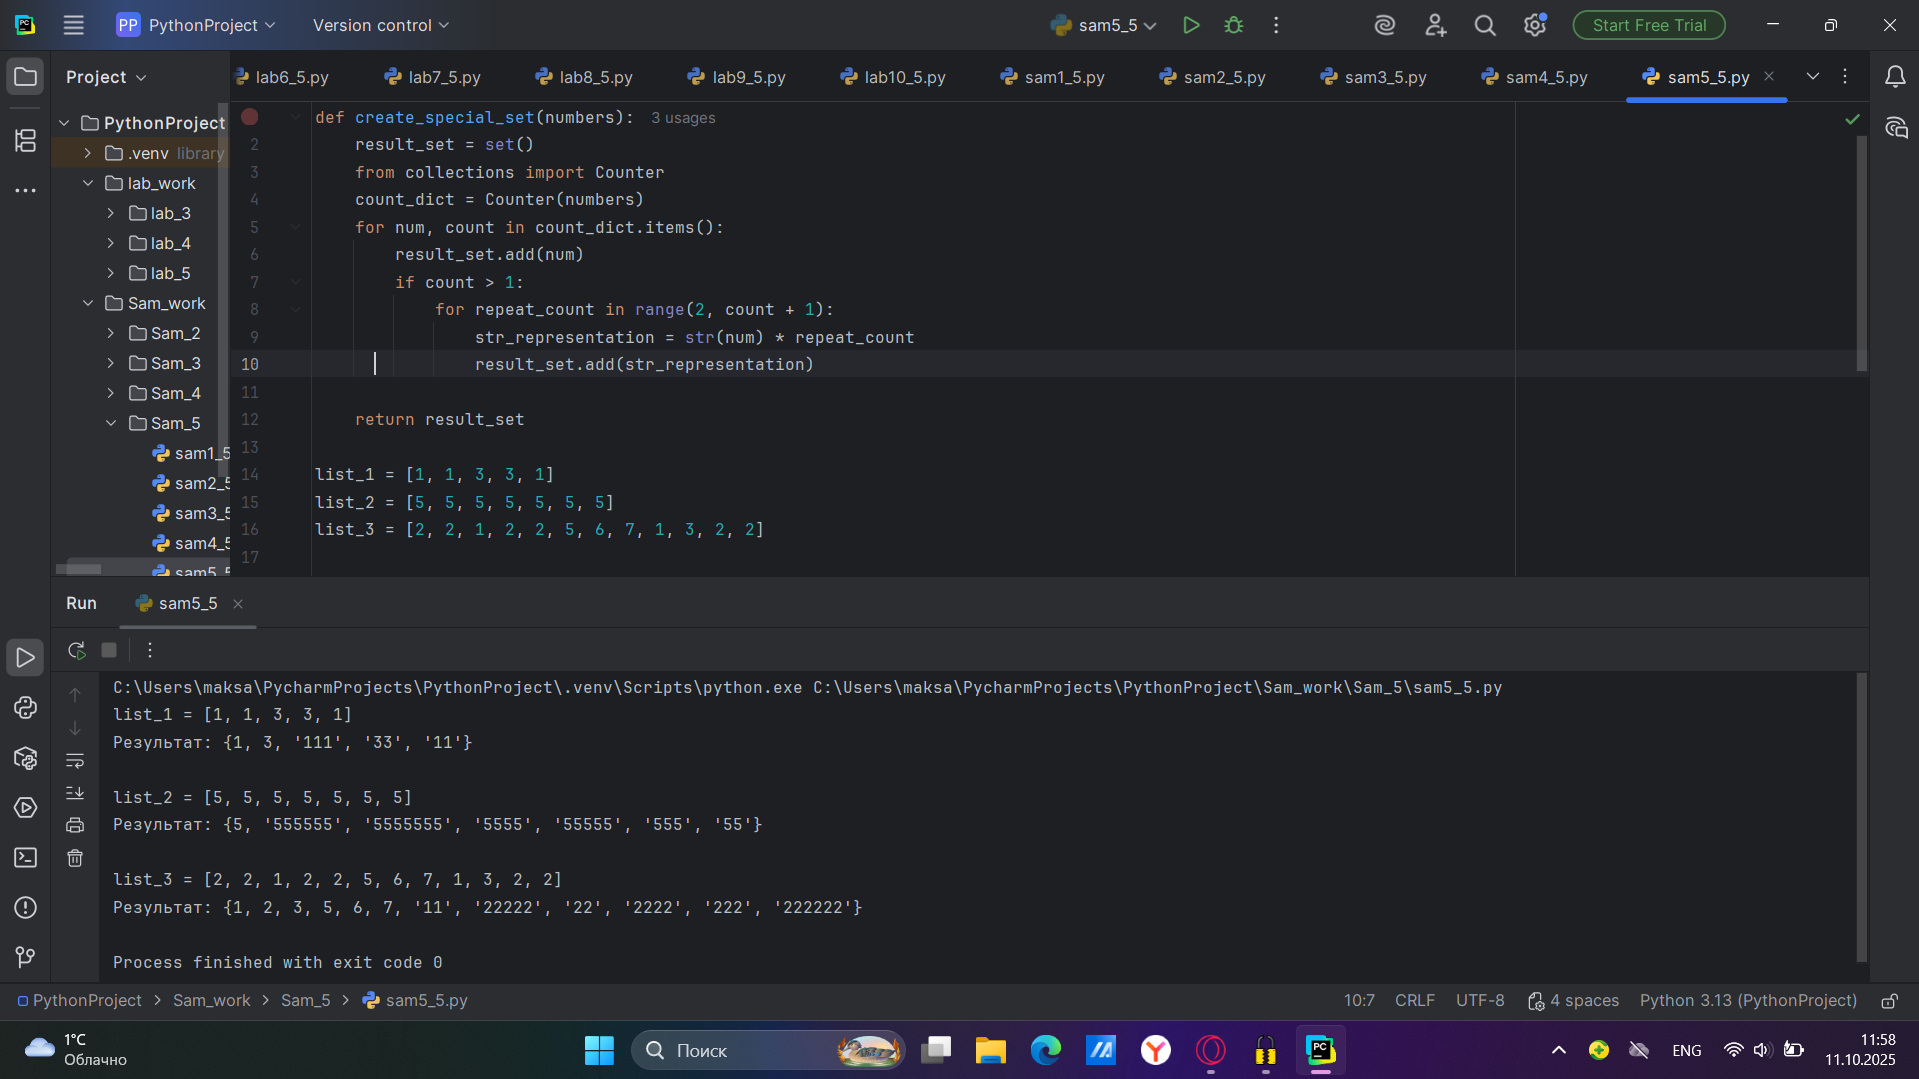 PP PythonProject Version control sam5_5 Start Free Trial
Project lab6_5.py lab7_5.py lab8_5.py lab9_5.py lab10_5.py sam1_5.py sam2_5.py sam3_5.py sam4_5.py sam5_5.py
PythonProject
.venv library
lab_work
lab_3
lab_4
lab_5
Sam_work
Sam_2
Sam_3
Sam_4
Sam_5
sam1_5
sam2_5
sam3_5
sam4_5
sam5_5
def create_special_set(numbers): 3 usages
2 result_set = set()
3 from collections import Counter
4 count_dict = Counter(numbers)
5 for num, count in count_dict.items():
6 result_set.add(num)
7 if count > 1:
8 for repeat_count in range(2, count + 1):
9 str_representation = str(num) * repeat_count
10 result_set.add(str_representation)
11
12 return result_set
13
14 list_1 = [1, 1, 3, 3, 1]
15 list_2 = [5, 5, 5, 5, 5, 5, 5]
16 list_3 = [2, 2, 1, 2, 2, 5, 6, 7, 1, 3, 2, 2]
17
Run sam5_5
C:\Users\maksa\PycharmProjects\PythonProject\.venv\Scripts\python.exe C:\Users\maksa\PycharmProjects\PythonProject\Sam_work\Sam_5\sam5_5.py
list_1 = [1, 1, 3, 3, 1]
Результат: {1, 3, '111', '33', '11'}
list_2 = [5, 5, 5, 5, 5, 5, 5]
Результат: {5, '555555', '5555555', '5555', '55555', '555', '55'}
list_3 = [2, 2, 1, 2, 2, 5, 6, 7, 1, 3, 2, 2]
Результат: {1, 2, 3, 5, 6, 7, '11', '22222', '22', '2222', '222', '222222'}
Process finished with exit code 0
PythonProject > Sam_work > Sam_5 > sam5_5.py 10:7 CRLF UTF-8 4 spaces Python 3.13 (PythonProject)
1°C
Облачно
Поиск
ENG
11:58
11.10.2025